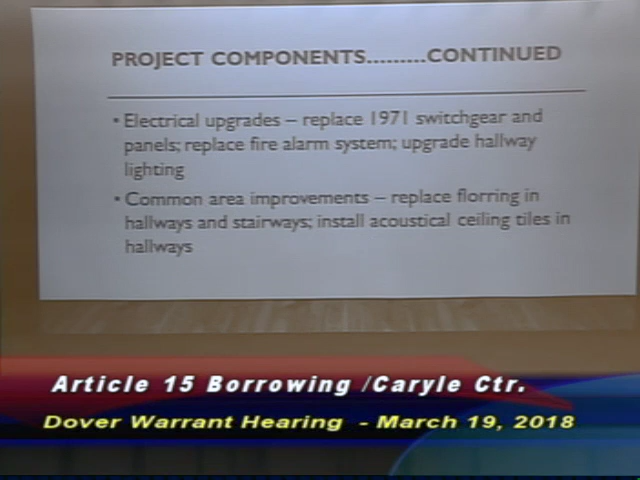 PROJECT COMPONENTS.........CONTINUED
• Electrical upgrades – replace 1971 switchgear and
panels; replace fire alarm system; upgrade hallway
lighting
• Common area improvements – replace florring in
hallways and stairways; install acoustical ceiling tiles in
hallways
Article 15 Borrowing /Caryle Ctr.
Dover Warrant Hearing - March 19, 2018